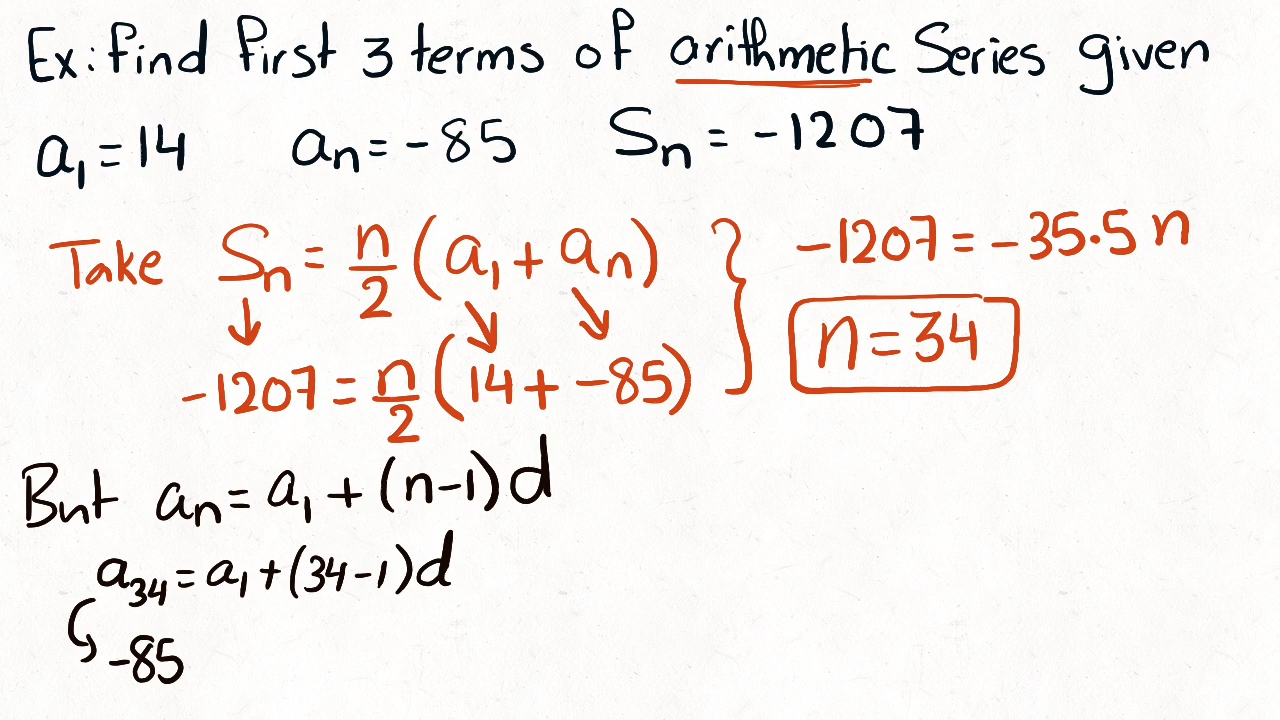 Ex: find first 3 terms of arithmetic Series given
a₁ = 14 aₙ = -85 Sₙ = -1207
Take Sₙ = n/2 (a₁ + aₙ)
-1207 = n/2 (14 + -85)
} -1207 = -35.5 n
n = 34
But aₙ = a₁ + (n-1) d
a₃₄ = a₁ + (34-1) d
-85